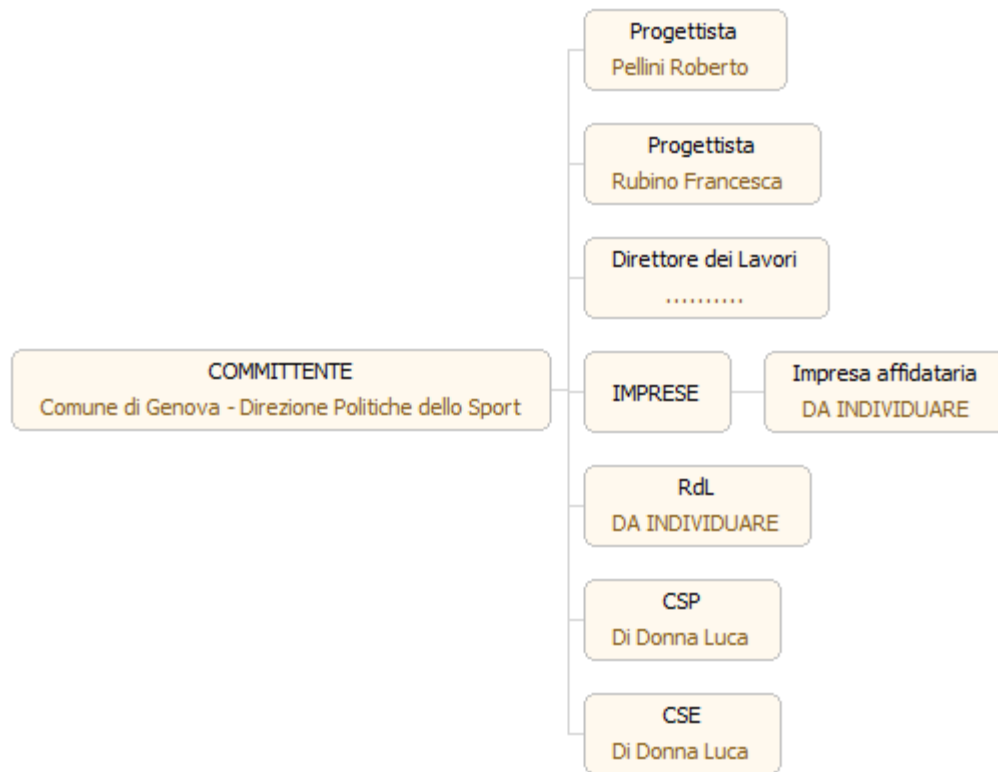 Progettista
Pellini Roberto
Progettista
Rubino Francesca
Direttore dei Lavori
..........
COMMITTENTE
Comune di Genova - Direzione Politiche dello Sport
IMPRESE
Impresa affidataria
DA INDIVIDUARE
RdL
DA INDIVIDUARE
CSP
Di Donna Luca
CSE
Di Donna Luca